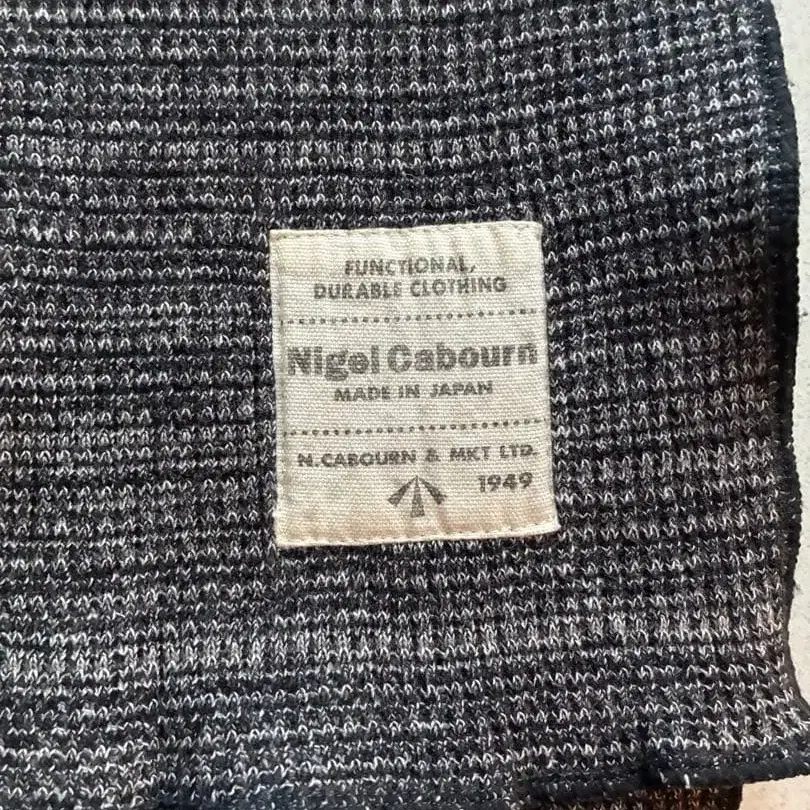 FUNCTIONAL,
DURABLE CLOTHING
Nigel Cabourn
MADE IN JAPAN
N.CABOURN & MKT LTD.
1949